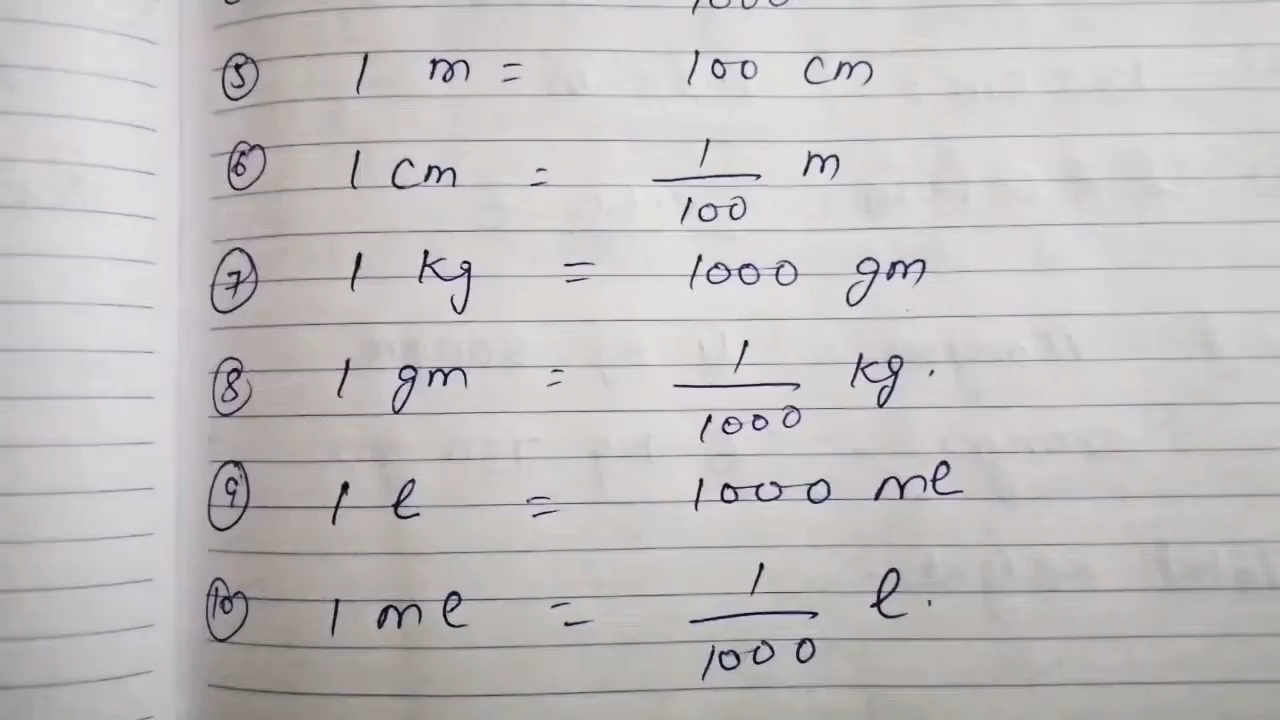 ⑤ 1 m = 100 cm
⑥ 1 cm = 1/100 m
⑦ 1 kg = 1000 gm
⑧ 1 gm = 1/1000 kg.
⑨ 1 l = 1000 ml
⑩ 1 ml = 1/1000 l.